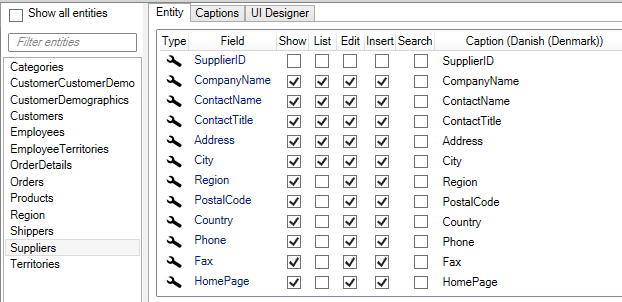 Show all entities
Filter entities
Categories
CustomerCustomerDemo
CustomerDemographics
Customers
Employees
EmployeeTerritories
OrderDetails
Orders
Products
Region
Shippers
Suppliers
Territories
Entity Captions UI Designer
Type Field Show List Edit Insert Search Caption (Danish (Denmark))
SupplierID SupplierID
CompanyName CompanyName
ContactName ContactName
ContactTitle ContactTitle
Address Address
City City
Region Region
PostalCode PostalCode
Country Country
Phone Phone
Fax Fax
HomePage HomePage